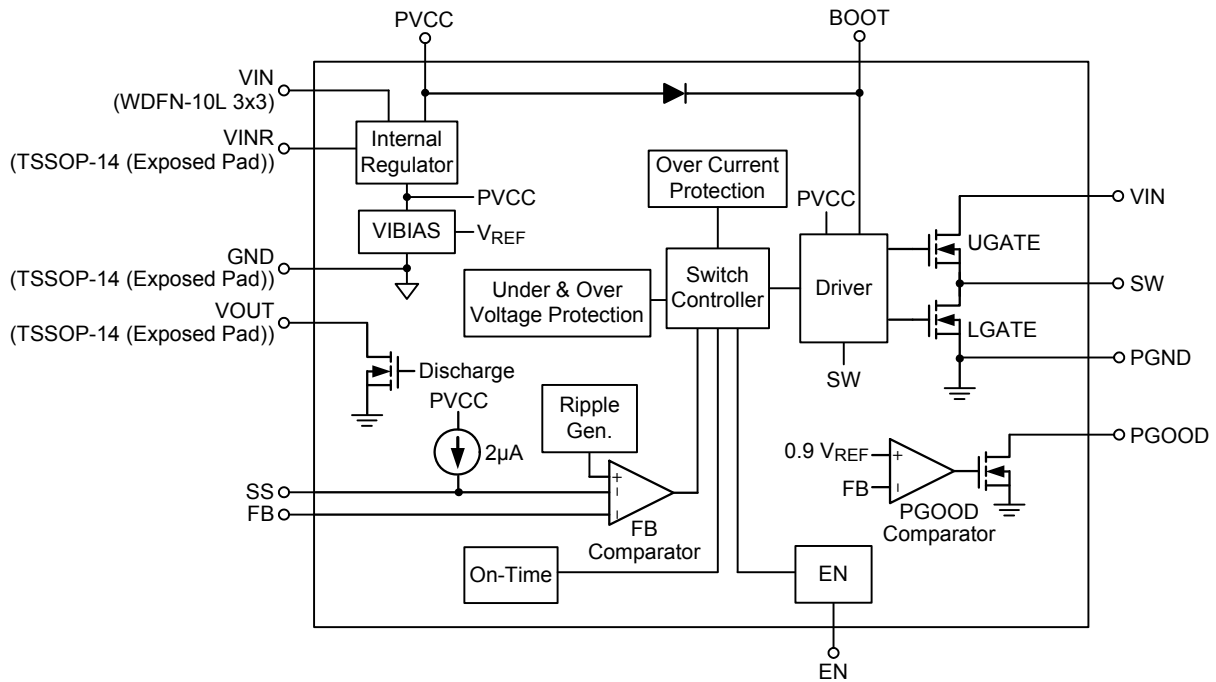 PVCC
BOOT
VIN
(WDFN-10L 3x3)
VINR
(TSSOP-14 (Exposed Pad))
Internal
Regulator
Over Current
Protection
PVCC
PVCC
VIN
VIBIAS
VREF
UGATE
GND
(TSSOP-14 (Exposed Pad))
Switch
Controller
Driver
SW
Under & Over
Voltage Protection
VOUT
(TSSOP-14 (Exposed Pad))
LGATE
PGND
SW
Discharge
PVCC
Ripple
Gen.
2µA
PGOOD
0.9 VREF
+
FB
-
PGOOD
Comparator
SS
FB
+
-
-
FB
Comparator
On-Time
EN
EN